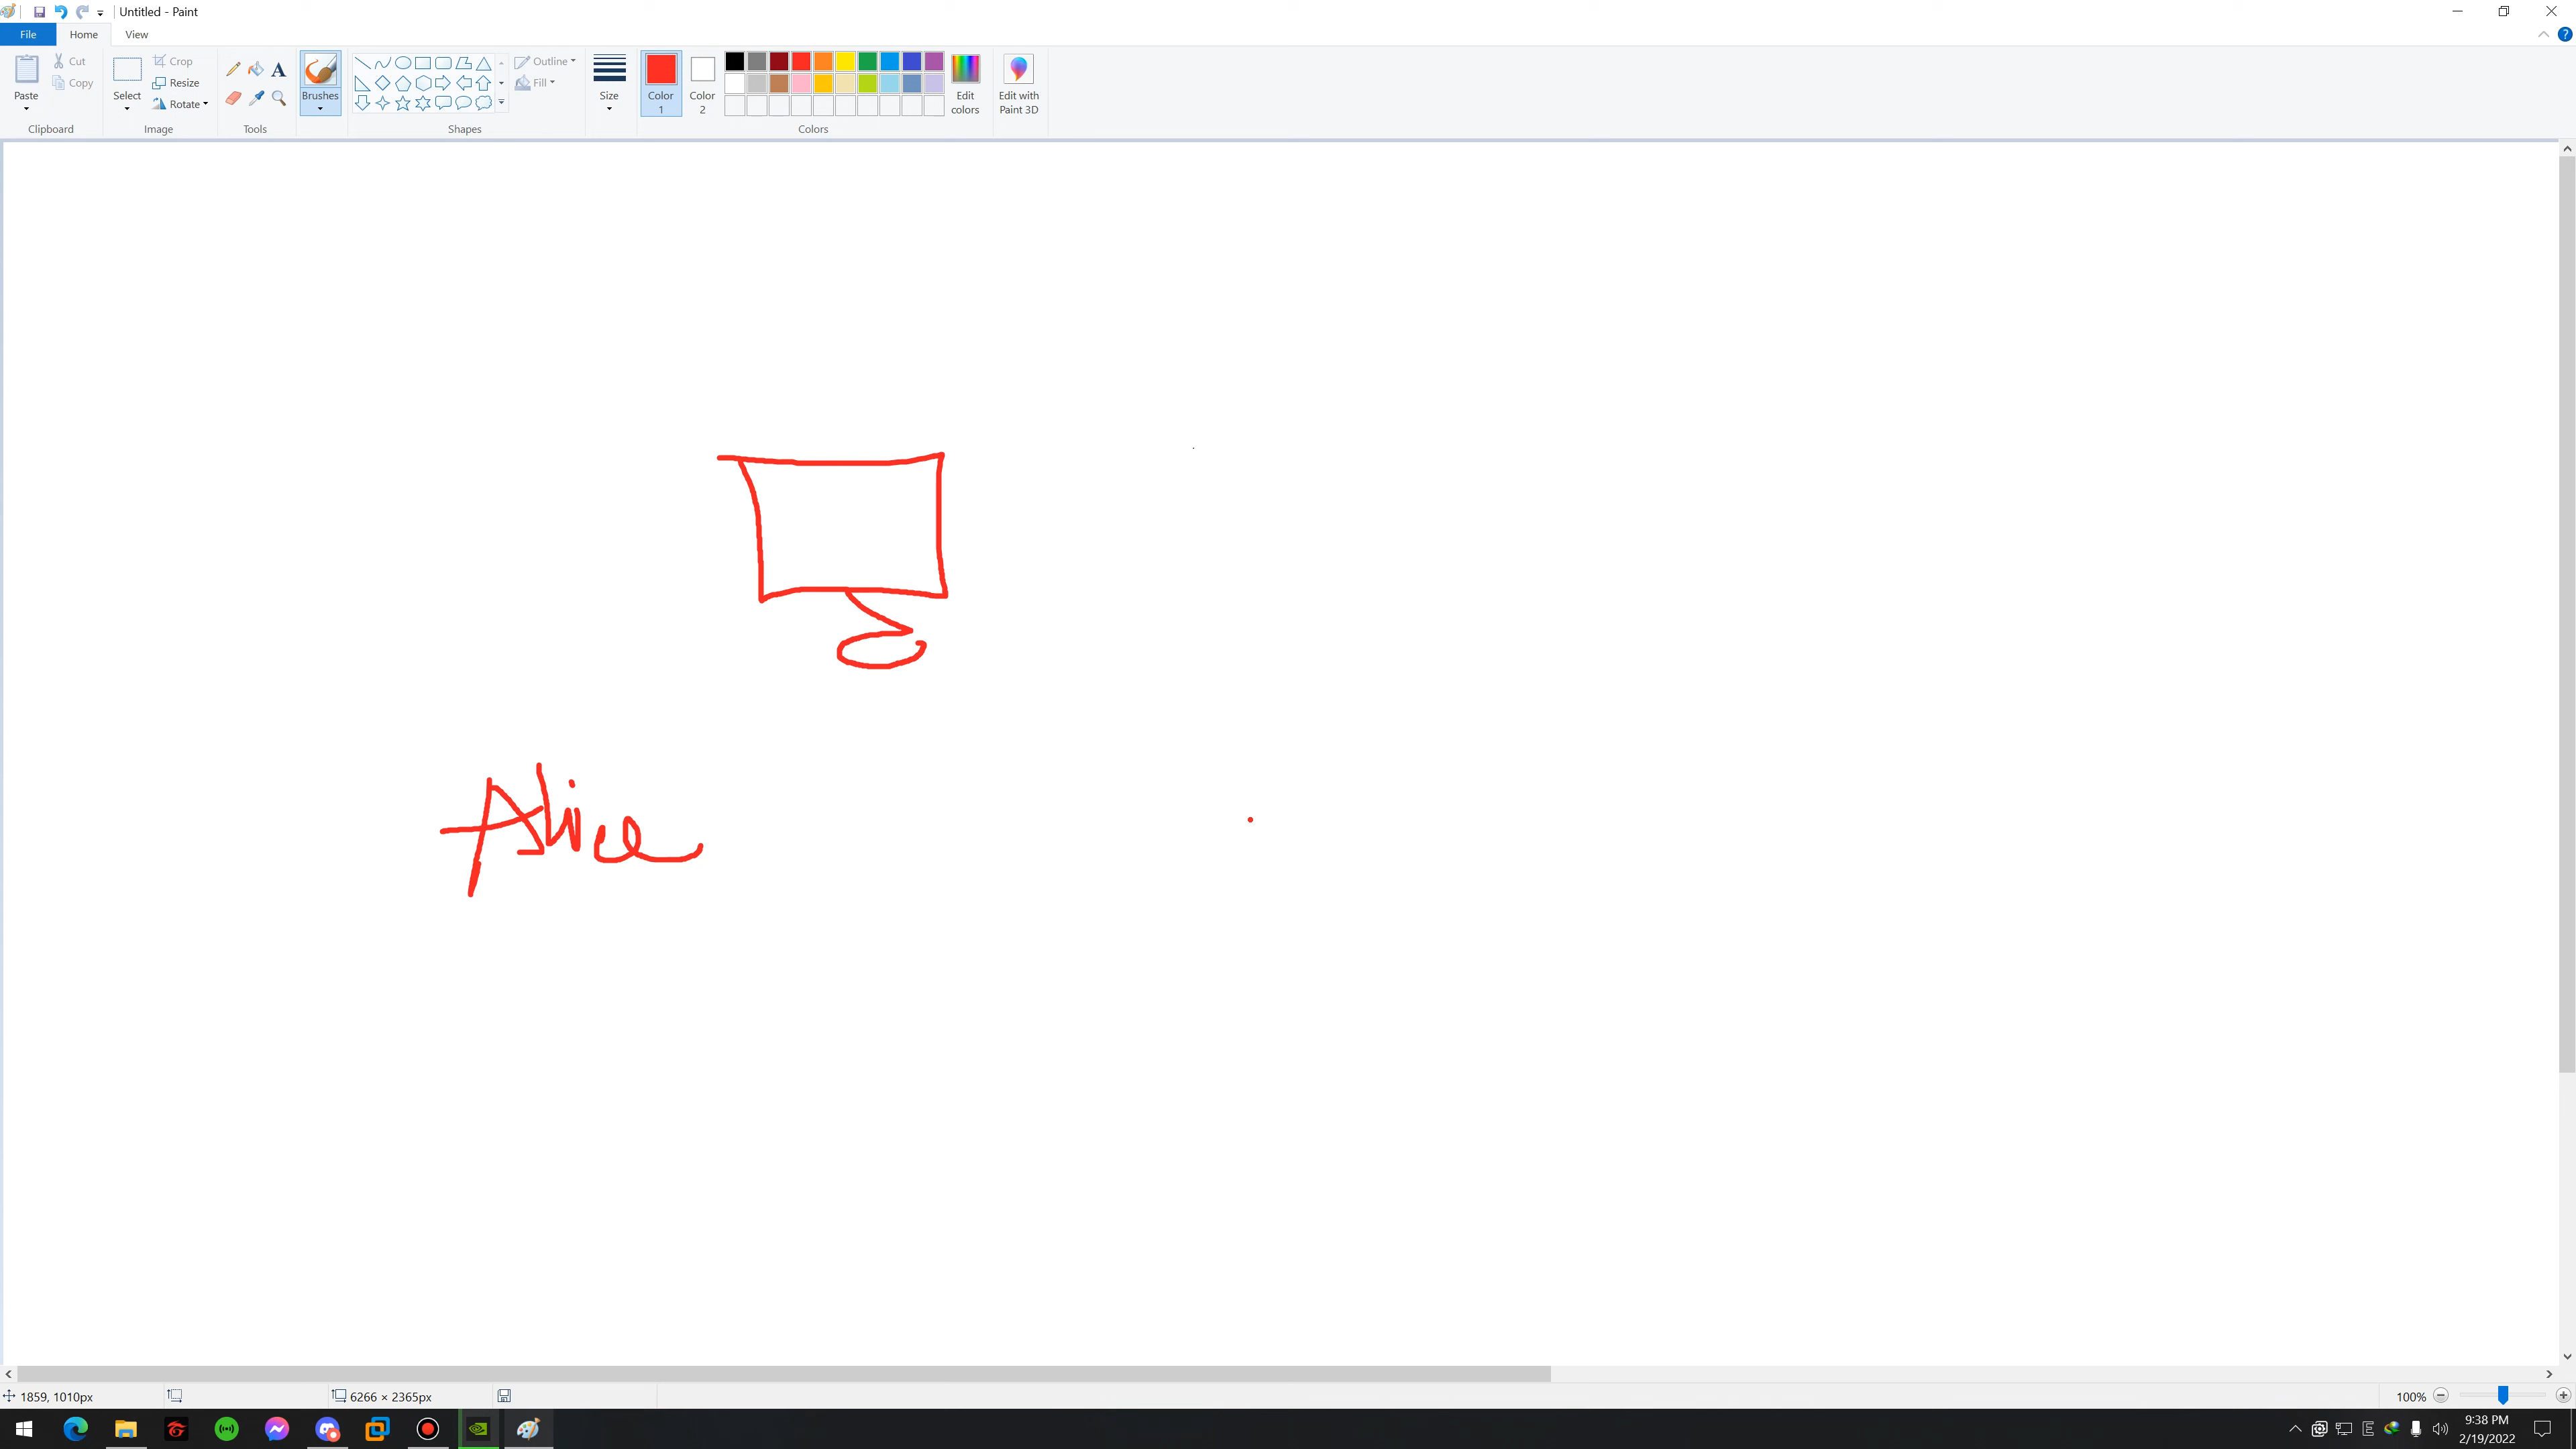 Untitled - Paint
File Home View
Paste
Cut
Copy
Clipboard
Select
Crop
Resize
Rotate
Image
A
Tools
Brushes
Shapes
Outline
Fill
Size
Color 1
Color 2
Colors
Edit colors
Edit with Paint 3D
Alice
1859, 1010px
6266 × 2365px
100%
E
9:38 PM
2/19/2022